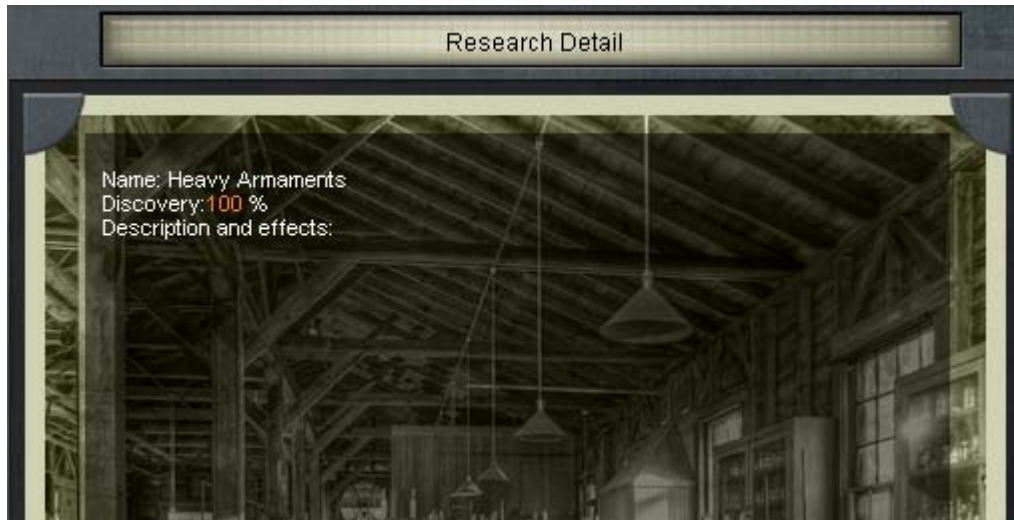 Research Detail
Name: Heavy Armaments
Discovery:100 %
Description and effects: